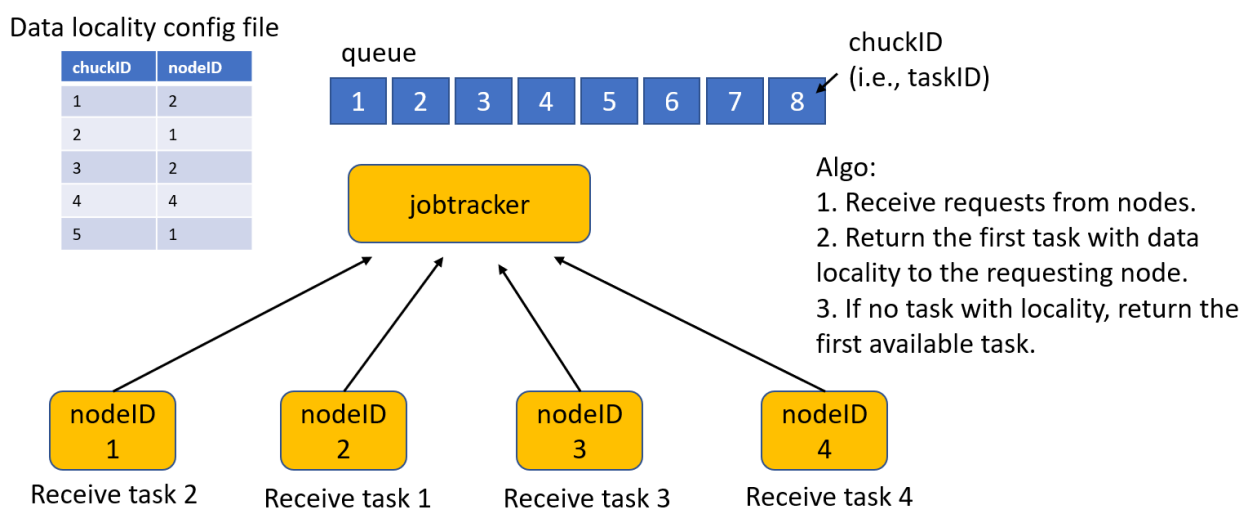 Data locality config file
chuckID nodeID
1 2
2 1
3 2
4 4
5 1
queue
1 2 3 4 5 6 7 8
chuckID
(i.e., taskID)
jobtracker
Algo:
1. Receive requests from nodes.
2. Return the first task with data
locality to the requesting node.
3. If no task with locality, return the
first available task.
nodeID
1
nodeID
2
nodeID
3
nodeID
4
Receive task 2
Receive task 1
Receive task 3
Receive task 4